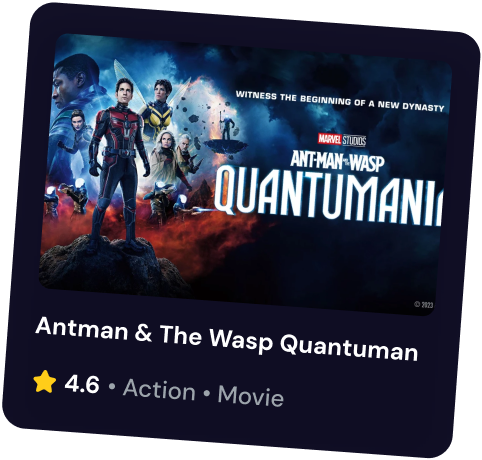 WITNESS THE BEGINNING OF A NEW DYNASTY
MARVEL STUDIOS
ANT-MAN AND THE WASP
QUANTUMANI
© 2023
Antman & The Wasp Quantuman
4.6 • Action • Movie